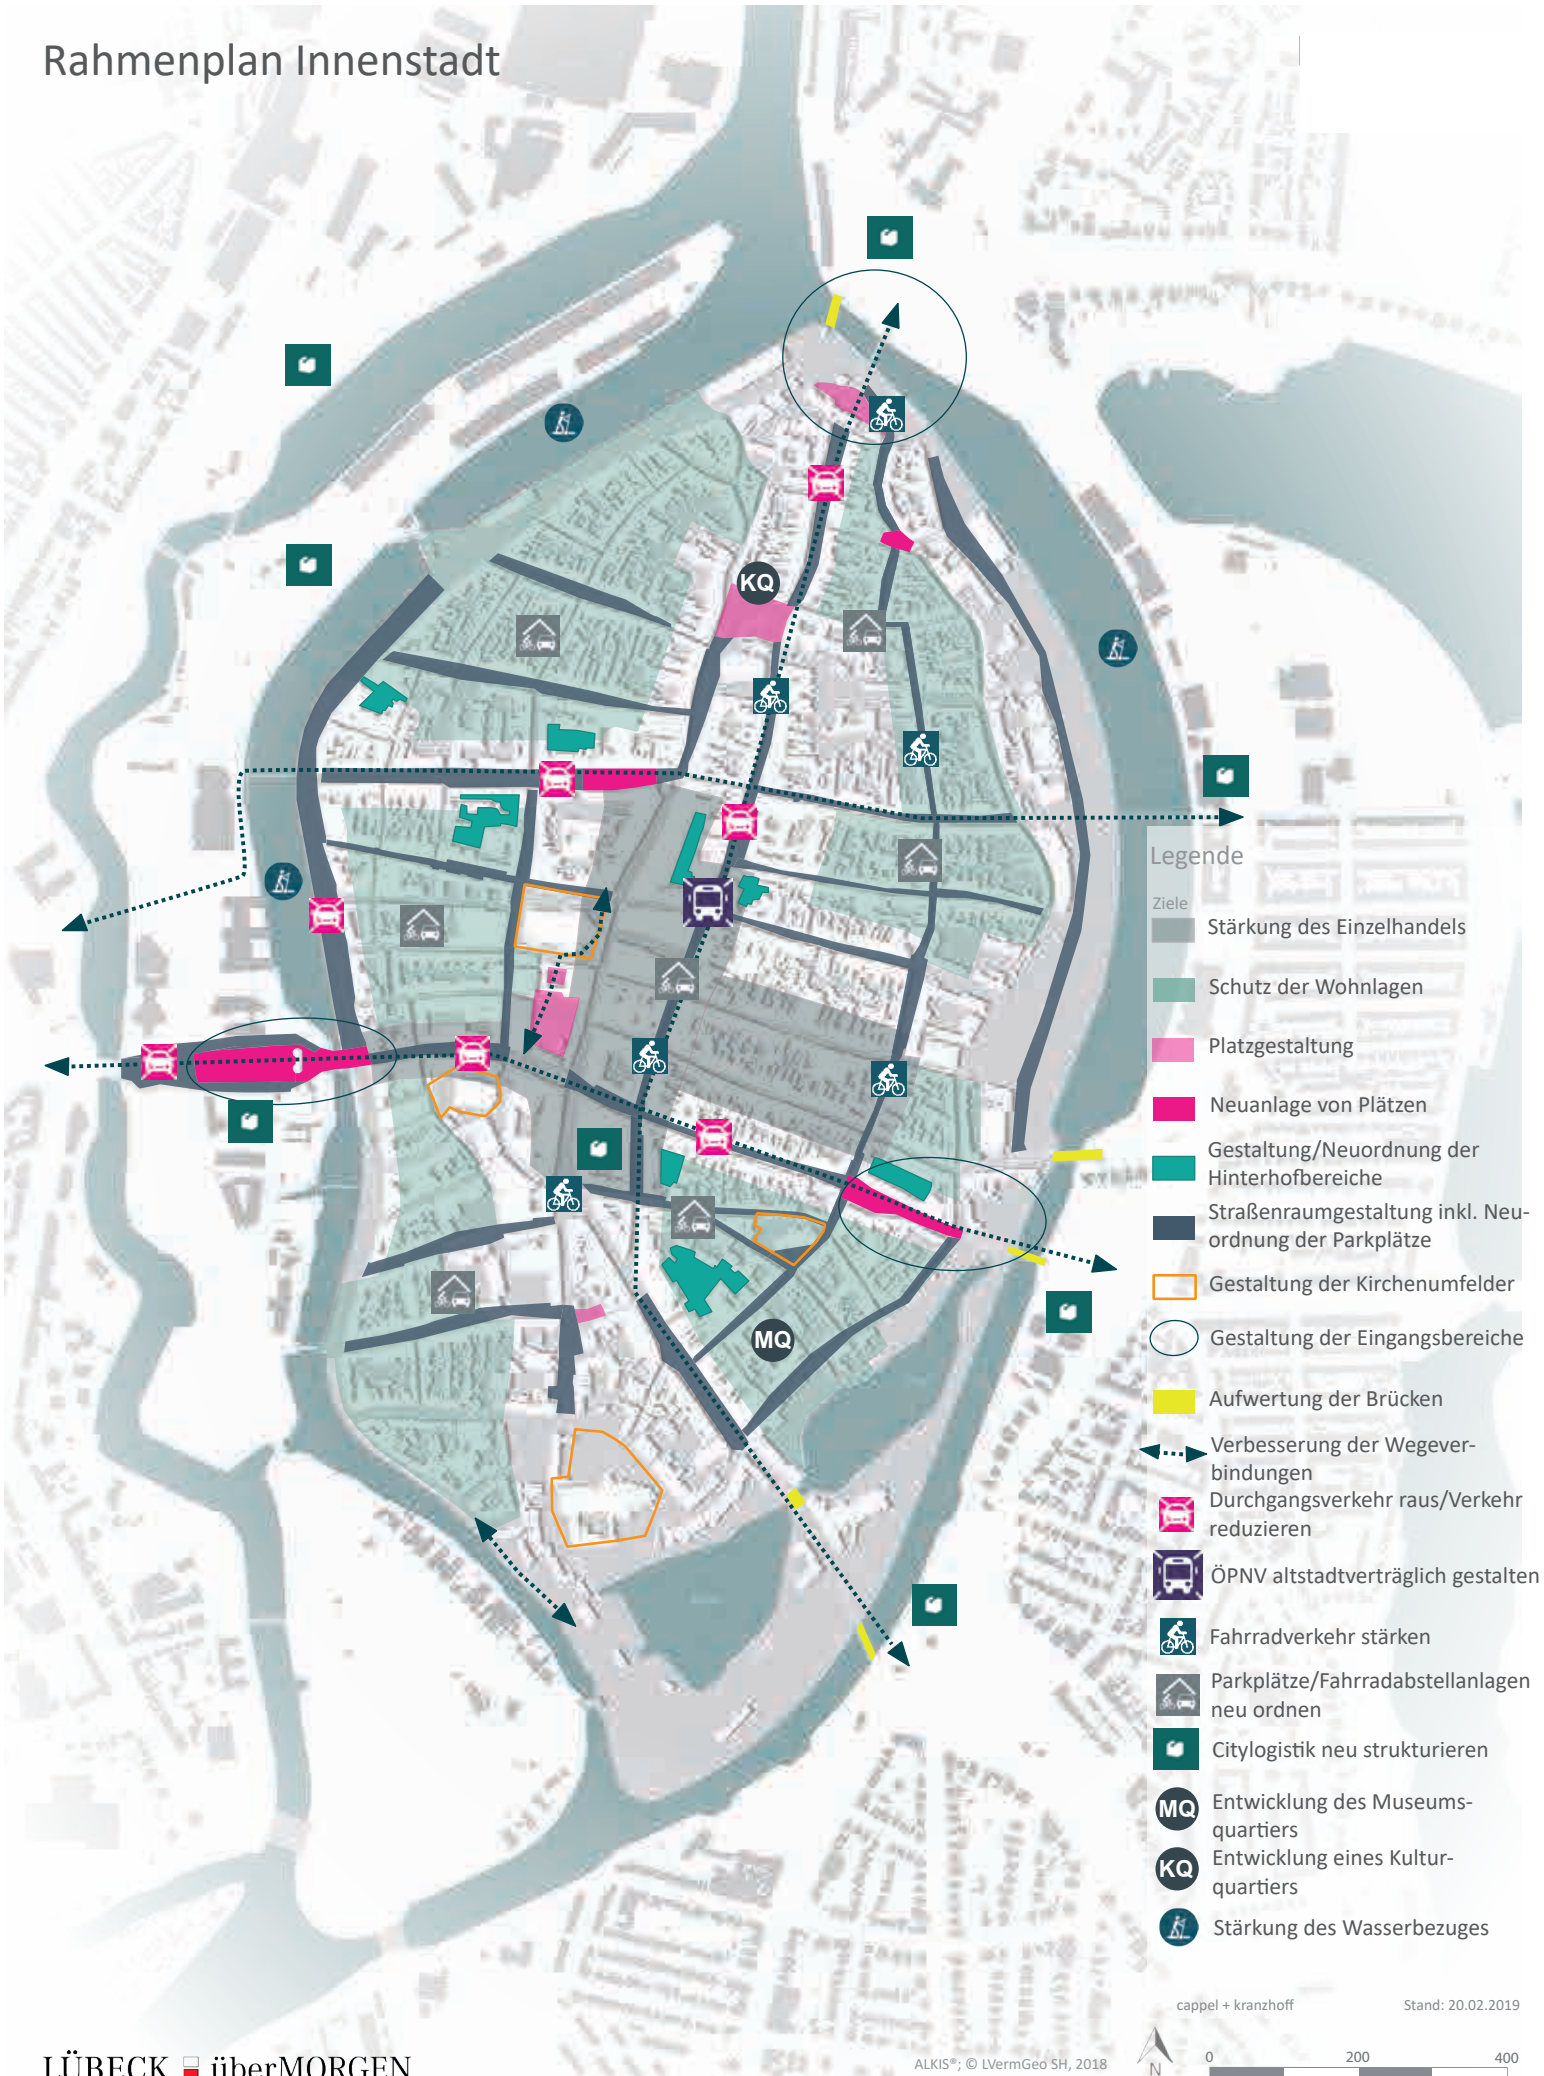 Rahmenplan Innenstadt
KQ
MQ
Legende
Ziele
Stärkung des Einzelhandels
Schutz der Wohnlagen
Platzgestaltung
Neuanlage von Plätzen
Gestaltung/Neuordnung der
Hinterhofbereiche
Straßenraumgestaltung inkl. Neu-
ordnung der Parkplätze
Gestaltung der Kirchenumfelder
Gestaltung der Eingangsbereiche
Aufwertung der Brücken
Verbesserung der Wegever-
bindungen
Durchgangsverkehr raus/Verkehr
reduzieren
ÖPNV altstadtverträglich gestalten
Fahrradverkehr stärken
Parkplätze/Fahrradabstellanlagen
neu ordnen
Citylogistik neu strukturieren
MQ Entwicklung des Museums-
quartiers
KQ Entwicklung eines Kultur-
quartiers
Stärkung des Wasserbezuges
cappel + kranzhoff Stand: 20.02.2019
LÜBECK überMORGEN
ALKIS®; © LVermGeo SH, 2018
N
0 200 400